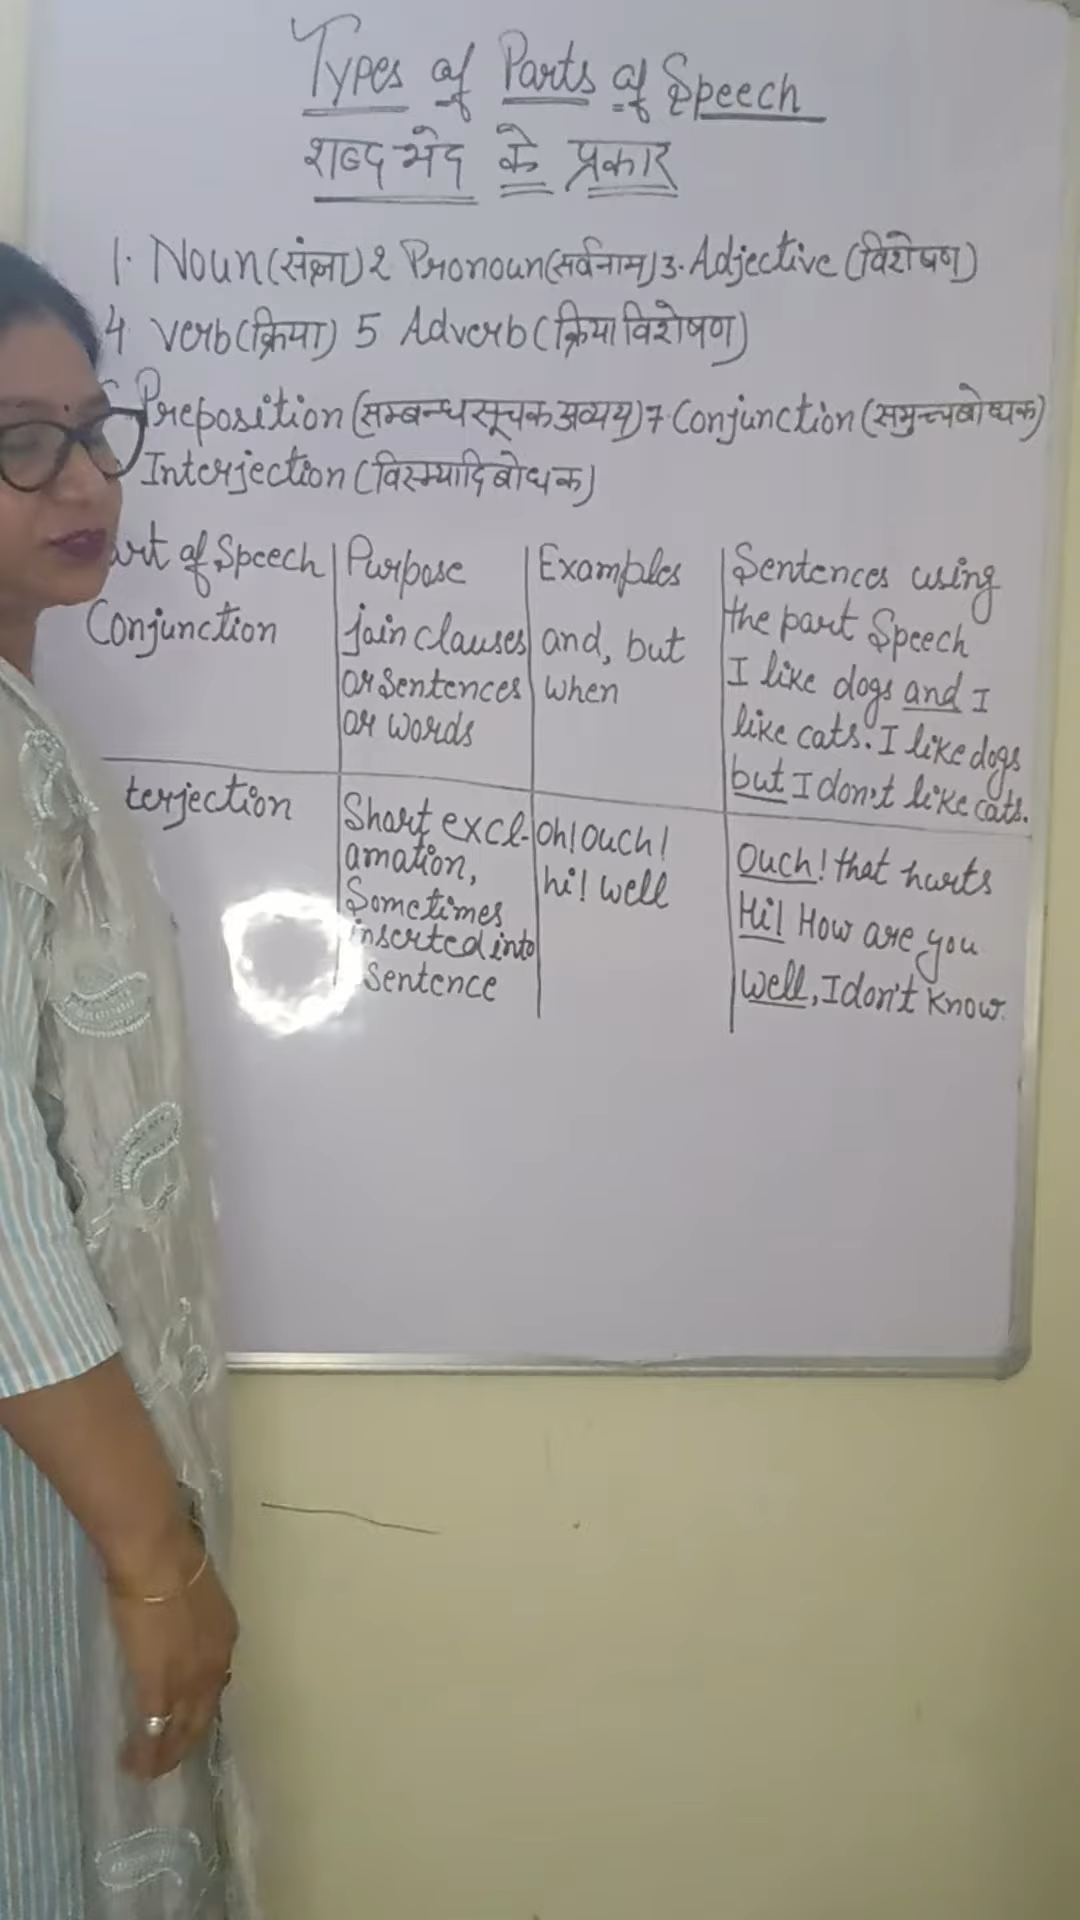 Types of Parts of Speech
शब्द भेद के प्रकार
1. Noun(संज्ञा) 2 Pronoun(सर्वनाम) 3. Adjective (विशेषण)
4 Verb(क्रिया) 5 Adverb(क्रिया विशेषण)
Preposition(सम्बन्धसूचक अव्यय) 7. Conjunction (समुच्चबोधक)
Interjection(विस्म्यादिबोधक)
art of Speech Purpose Examples Sentences using
the part Speech
Conjunction join clauses and, but I like dogs and I
or Sentences when like cats. I like dogs
or words but I don't like cats.
terjection Short excl- oh! ouch! Ouch! that hurts
amation, hi! well Hi! How are you
Sometimes Well, I don't know.
inserted into
Sentence